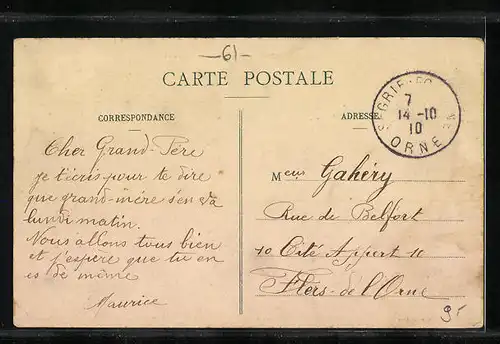 —61—
CARTE POSTALE
CORRESPONDANCE
ADRESSE
Cher Grand-Père
je t'écris pour te dire
que grand-mère s'en va
lundi matin.
Nous allons tous bien
et j'espère que tu en
es de même
Maurice
Gahéry
Rue de Belfort
10 Cité Appert 10
Flers-de-l'Orne
7
14-10
10
ORNE